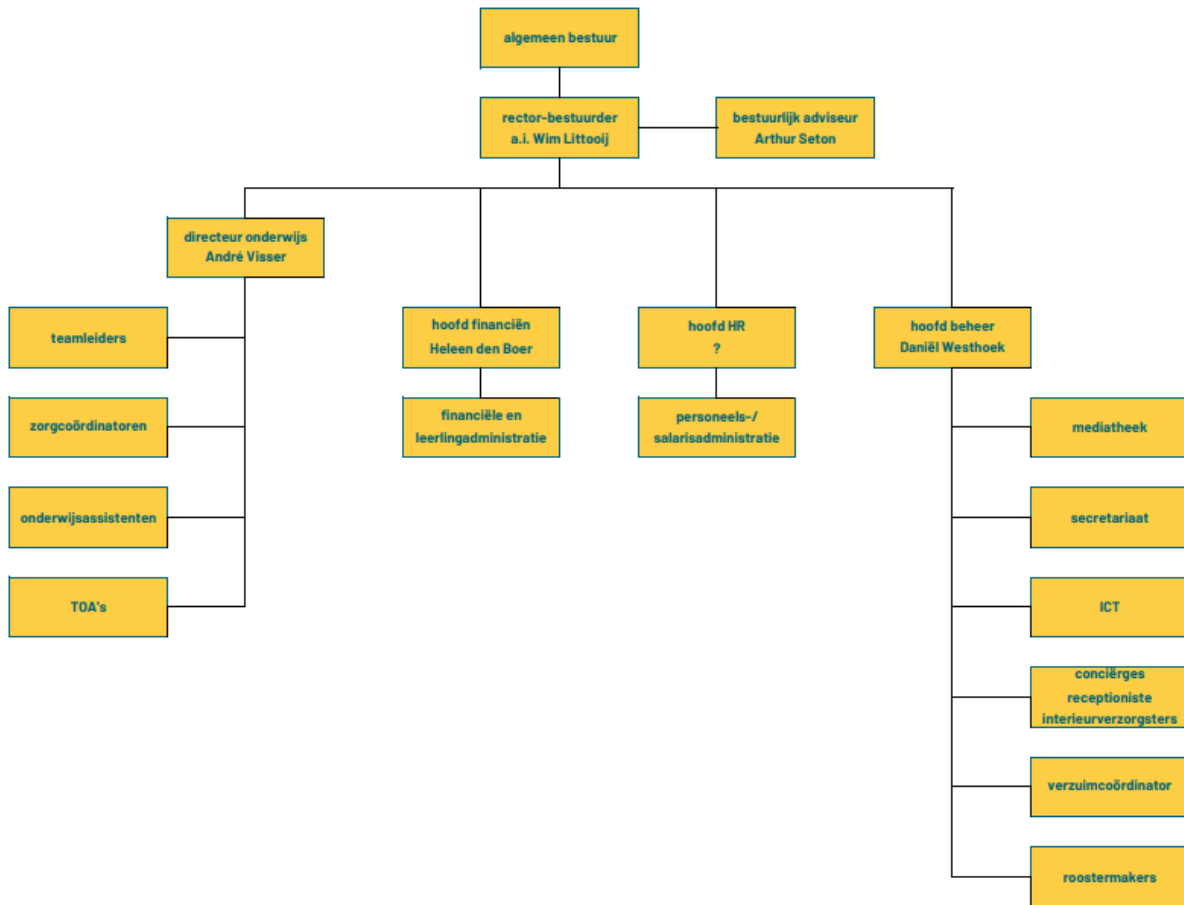 algemeen bestuur
rector-bestuurder
a.i. Wim Littooij
bestuurlijk adviseur
Arthur Seton
directeur onderwijs
André Visser
teamleiders
zorgcoördinatoren
onderwijsassistenten
TOA's
hoofd financiën
Heleen den Boer
financiële en
leerlingadministratie
hoofd HR
?
personeels-/
salarisadministratie
hoofd beheer
Daniël Westhoek
mediatheek
secretariaat
ICT
conciërges
receptioniste
interieurverzorgsters
verzuimcoördinator
roostermakers